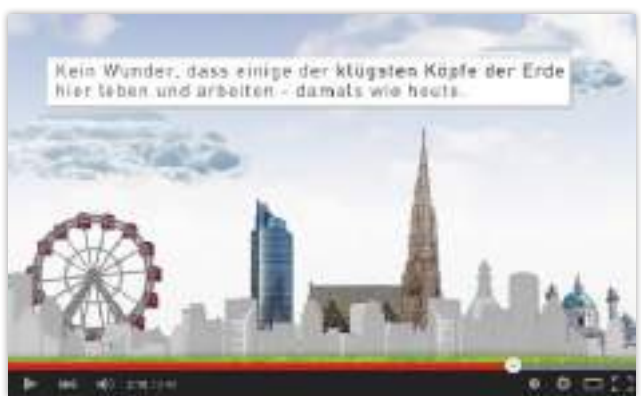 Kein Wunder, dass einige der klügsten Köpfe der Erde
hier leben und arbeiten - damals wie heute.